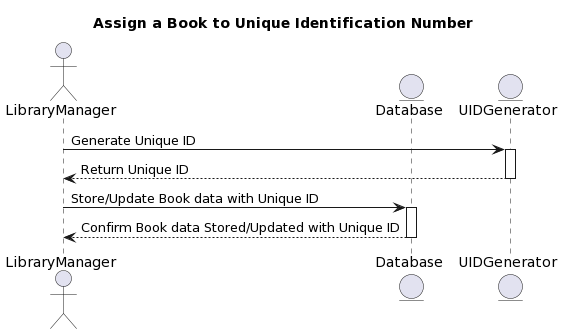 Assign a Book to Unique Identification Number
LibraryManager
Database
UIDGenerator
Generate Unique ID
Return Unique ID
Store/Update Book data with Unique ID
Confirm Book data Stored/Updated with Unique ID
LibraryManager
Database
UIDGenerator